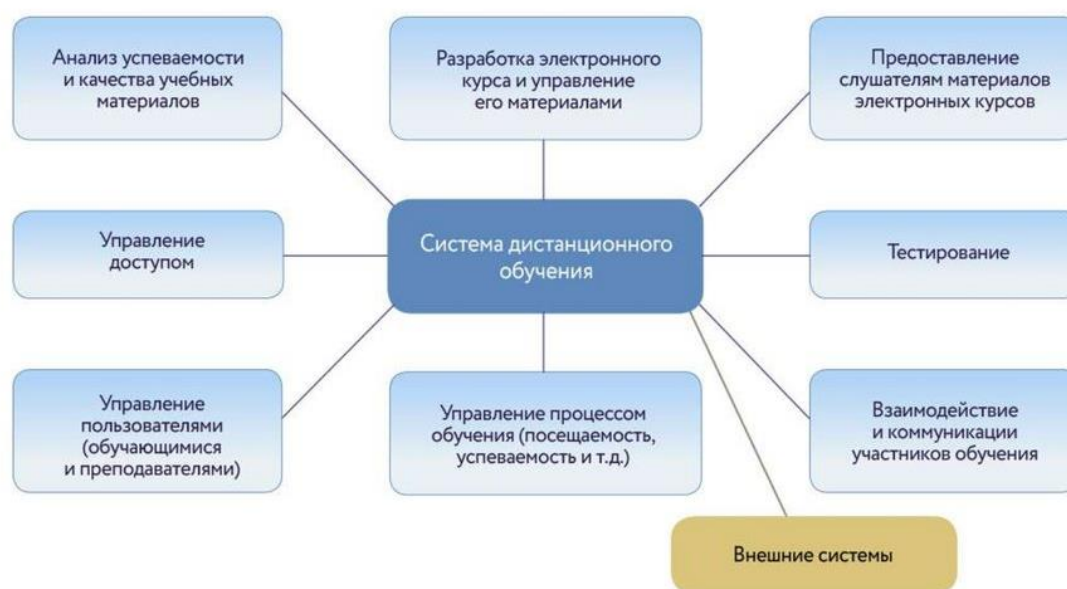 Анализ успеваемости
и качества учебных
материалов
Разработка электронного
курса и управление
его материалами
Предоставление
слушателям материалов
электронных курсов
Управление
доступом
Система дистанционного
обучения
Тестирование
Управление
пользователями
(обучающимися
и преподавателями)
Управление процессом
обучения (посещаемость,
успеваемость и т.д.)
Взаимодействие
и коммуникации
участников обучения
Внешние системы